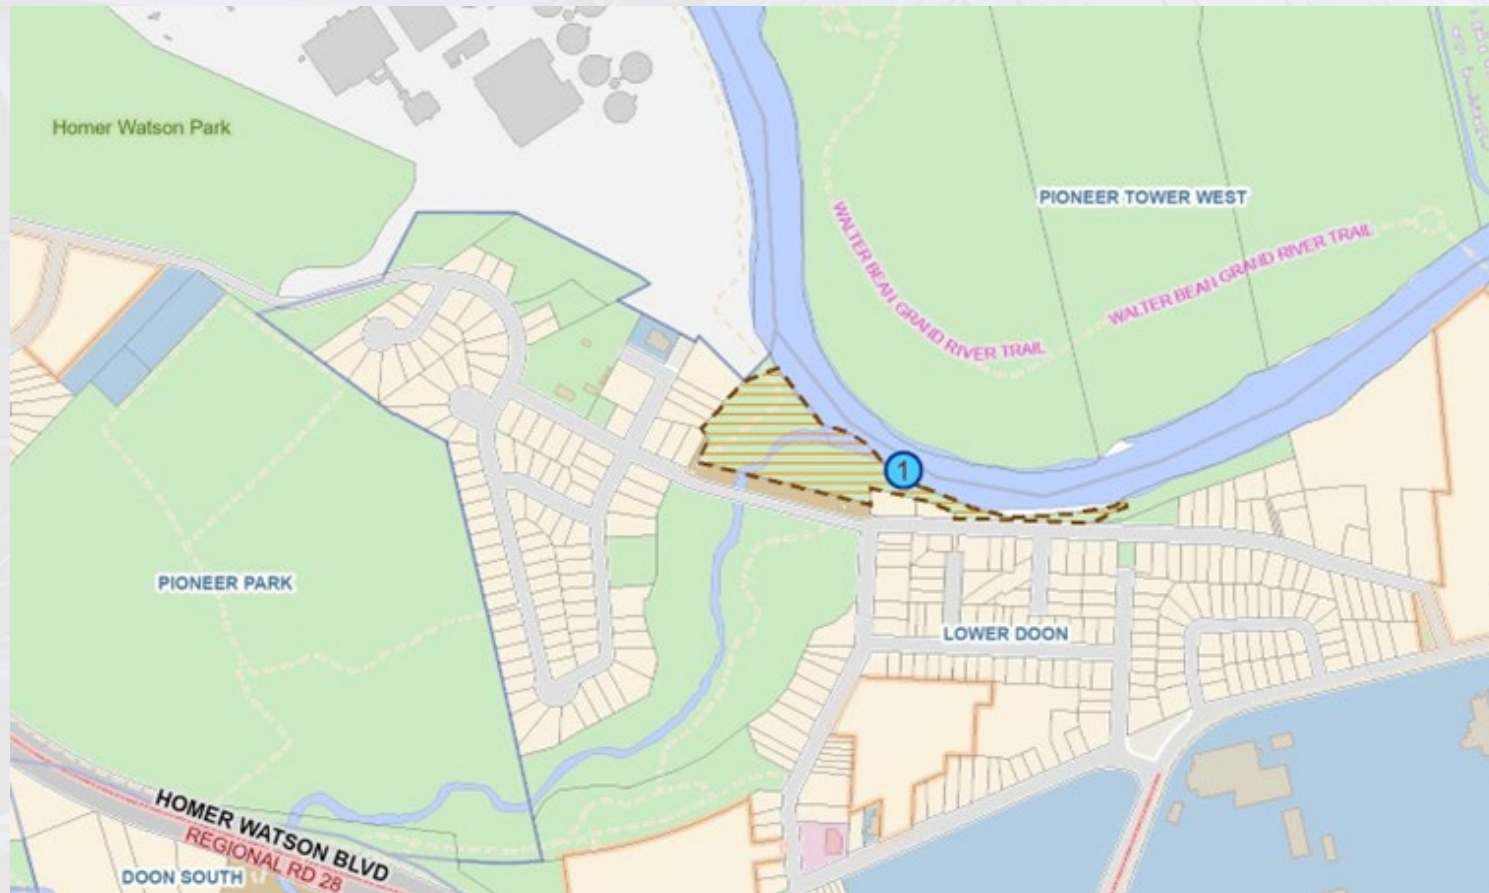 Homer Watson Park
PIONEER TOWER WEST
WALTER BEAN GRAND RIVER TRAIL
WALTER BEAN GRAND RIVER TRAIL
1
PIONEER PARK
LOWER DOON
HOMER WATSON BLVD
REGIONAL RD 28
DOON SOUTH